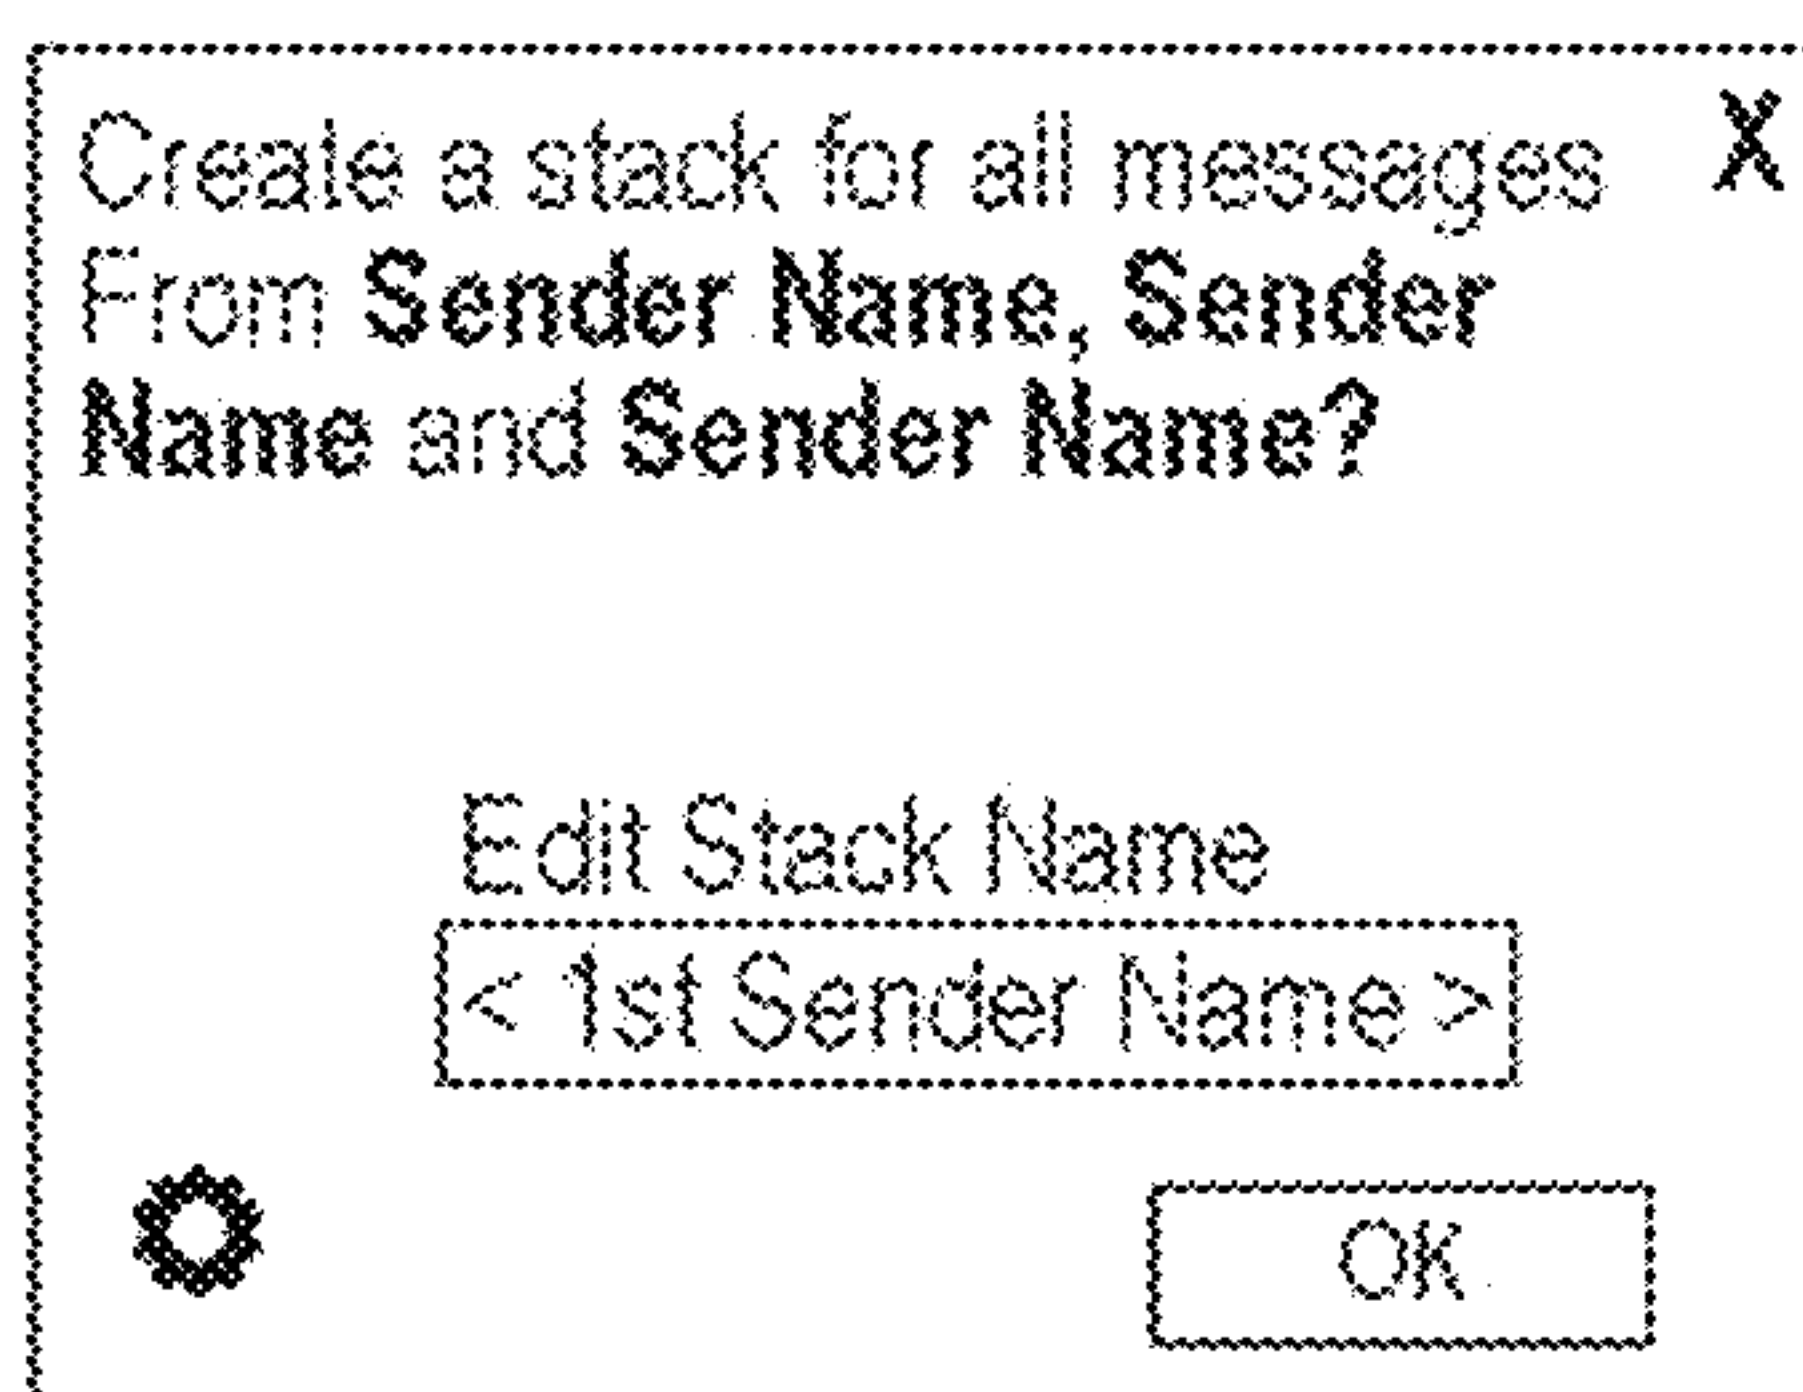 Create a stack for all messages
X
From Sender Name, Sender
Name and Sender Name?
Edit Stack Name
< 1st Sender Name >
OK